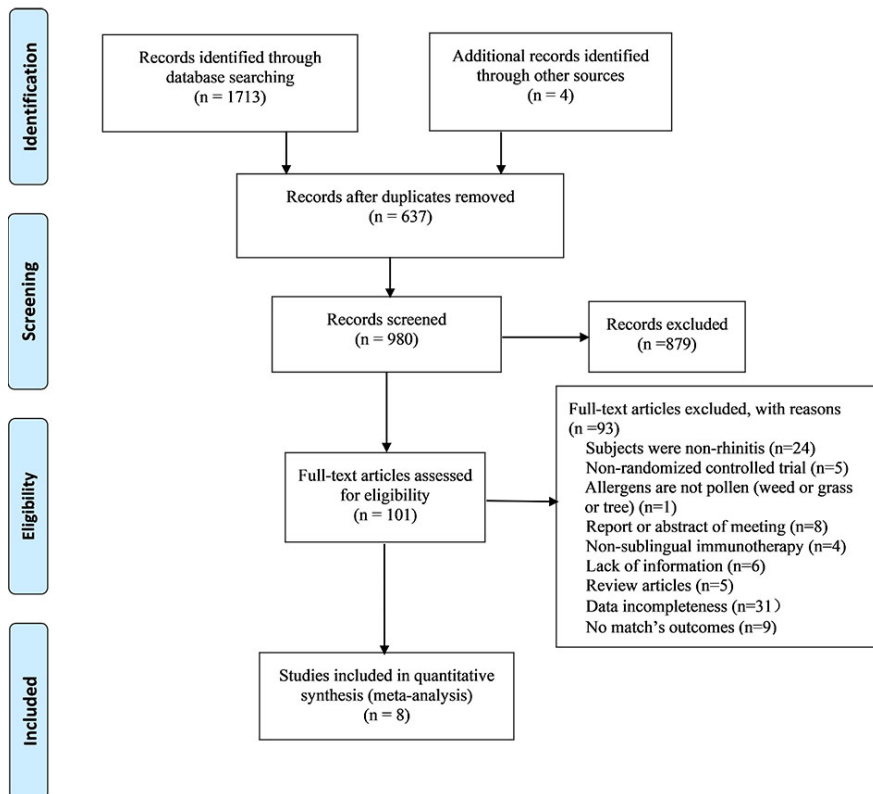 Identification
Records identified through
database searching
(n = 1713)
Additional records identified
through other sources
(n = 4)
Records after duplicates removed
(n = 637)
Screening
Records screened
(n = 980)
Records excluded
(n =879)
Eligibility
Full-text articles assessed
for eligibility
(n = 101)
Full-text articles excluded, with reasons
(n =93)
Subjects were non-rhinitis (n=24)
Non-randomized controlled trial (n=5)
Allergens are not pollen (weed or grass
or tree) (n=1)
Report or abstract of meeting (n=8)
Non-sublingual immunotherapy (n=4)
Lack of information (n=6)
Review articles (n=5)
Data incompleteness (n=31）
No match’s outcomes (n=9)
Included
Studies included in quantitative
synthesis (meta-analysis)
(n = 8)